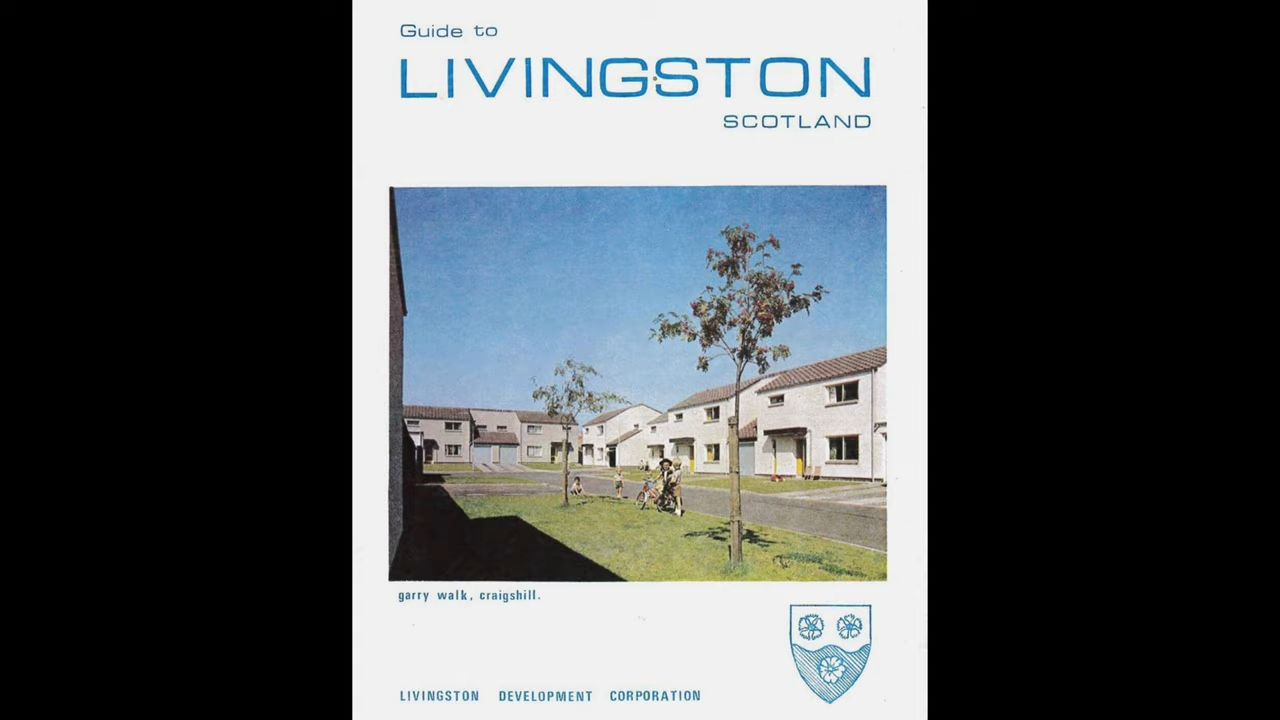 Guide to
LIVINGSTON
SCOTLAND
garry walk, craigshill.
LIVINGSTON DEVELOPMENT CORPORATION